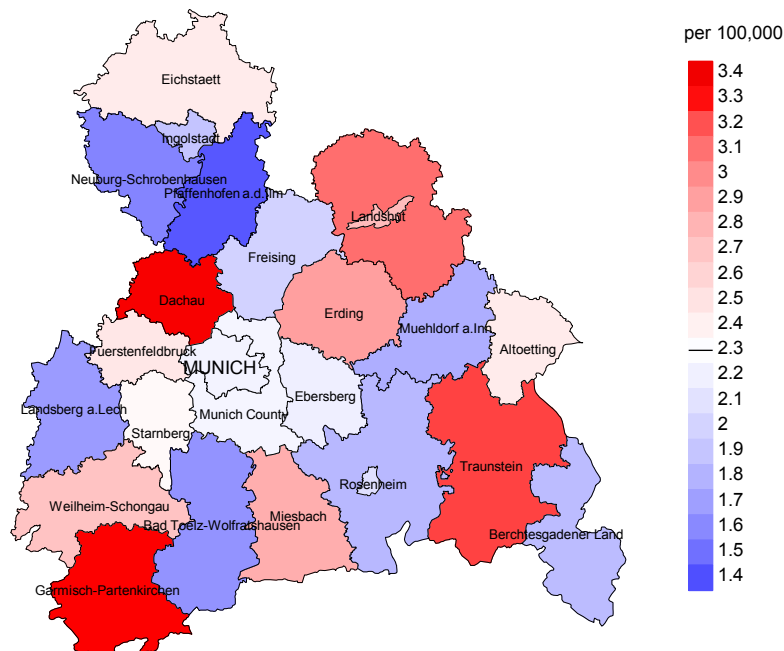 per 100,000
3.4
3.3
3.2
3.1
3
2.9
2.8
2.7
2.6
2.5
2.4
2.3
2.2
2.1
2
1.9
1.8
1.7
1.6
1.5
1.4
Eichstaett
Ingolstadt
Neuburg-Schrobenhausen
Pfaffenhofen a.d.Ilm
Landshut
Freising
Dachau
Erding
Muehldorf a.Inn
Altoetting
Fuerstenfeldbruck
MUNICH
Ebersberg
Landsberg a.Lech
Munich County
Starnberg
Traunstein
Rosenheim
Weilheim-Schongau
Miesbach
Bad Toelz-Wolfratshausen
Berchtesgadener Land
Garmisch-Partenkirchen